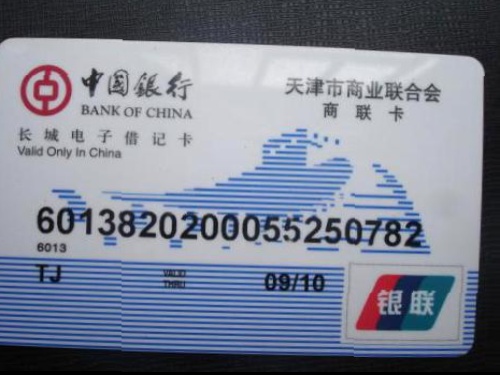 中国银行
BANK OF CHINA
天津市商业联合会
商联卡
长城电子借记卡
Valid Only In China
6013820200055250782
6013
TJ
VALID THRU
09/10
银联